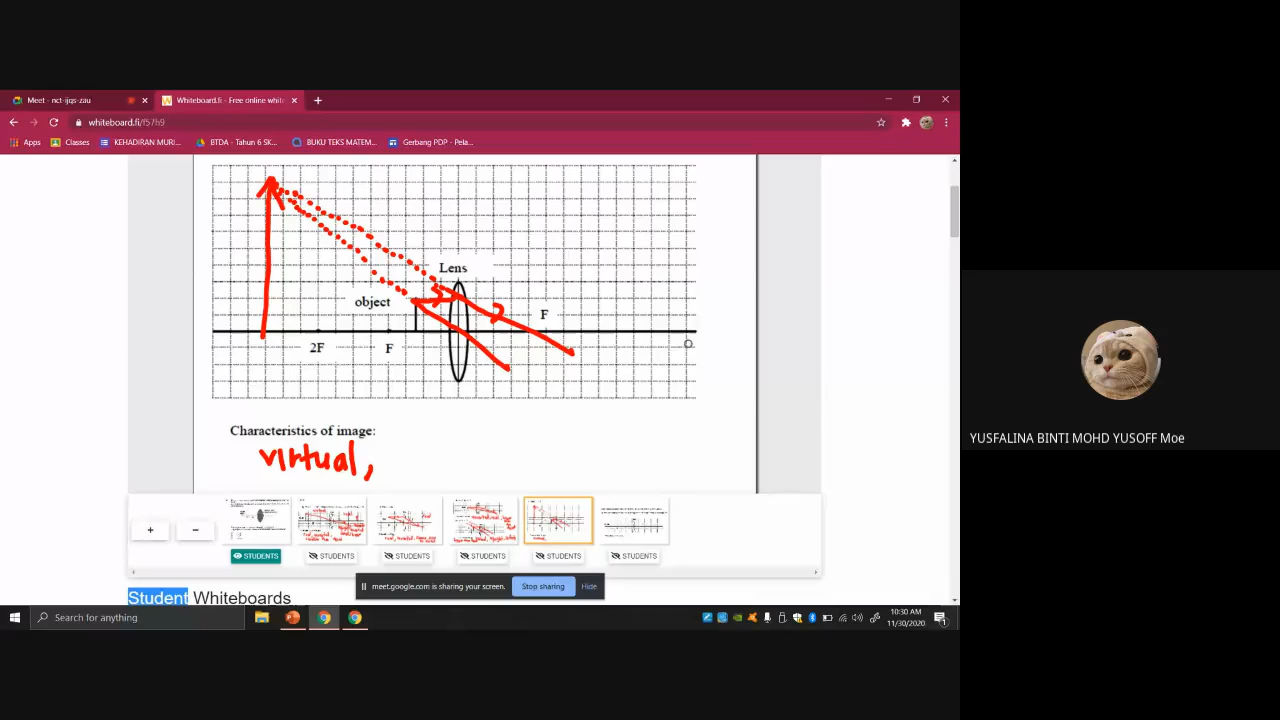 Meet - nct-ijqs-zau
Whiteboard.fi - Free online whit
whiteboard.fi/f57h9
Apps Classes KEHADIRAN MURI... BTDA - Tahun 6 SK... BUKU TEKS MATEM... Gerbang PDP - Pela...
Lens
object
F
2F F
Characteristics of image:
virtual,
STUDENTS STUDENTS STUDENTS STUDENTS STUDENTS STUDENTS
meet.google.com is sharing your screen. Stop sharing Hide
Student Whiteboards
Search for anything
10:30 AM
11/30/2020
YUSFALINA BINTI MOHD YUSOFF Moe